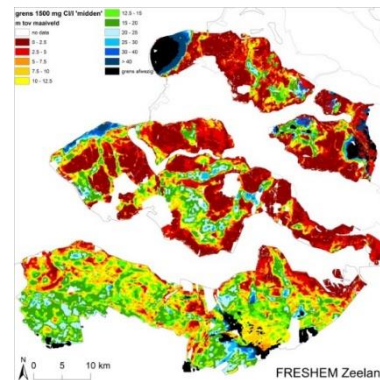 grens 1500 mg Cl/l 'midden'
m tov maaiveld
no data
0 - 2.5
2.5 - 5
5 - 7.5
7.5 - 10
10 - 12.5
12.5 - 15
15 - 20
20 - 25
25 - 30
30 - 40
> 40
grens afwezig
N
0 5 10 km
FRESHEM Zeelan